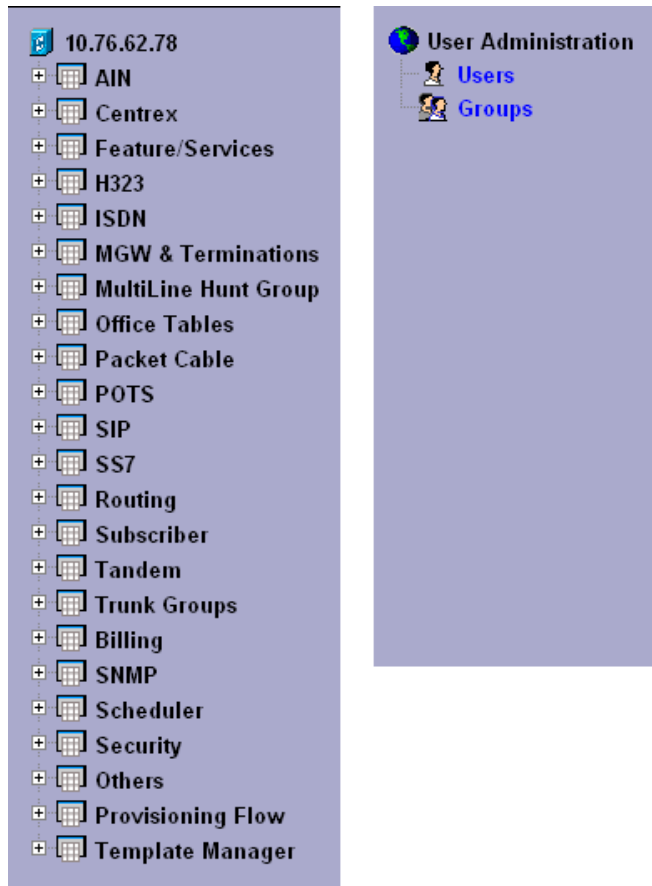 10.76.62.78
AIN
Centrex
Feature/Services
H323
ISDN
MGW & Terminations
MultiLine Hunt Group
Office Tables
Packet Cable
POTS
SIP
SS7
Routing
Subscriber
Tandem
Trunk Groups
Billing
SNMP
Scheduler
Security
Others
Provisioning Flow
Template Manager
User Administration
Users
Groups